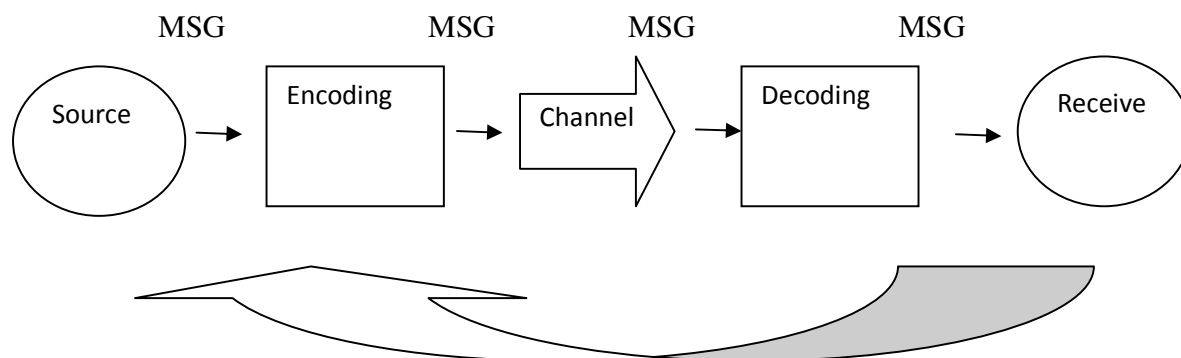 MSG MSG MSG MSG
Source Encoding Channel Decoding Receive